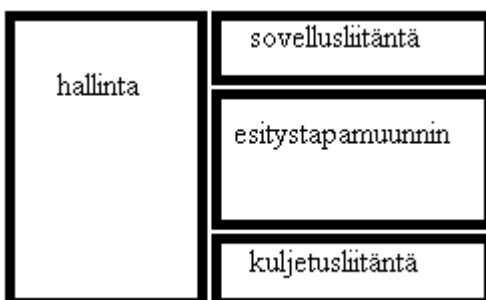 hallinta
sovellusliitäntä
esitystapamuunnin
kuljetusliitäntä